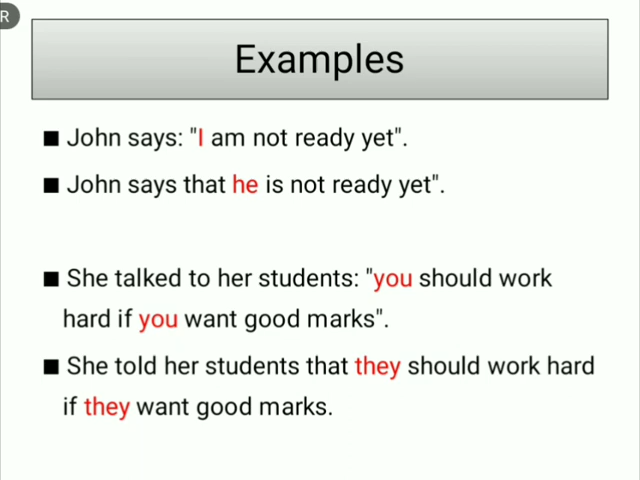 R
Examples
■ John says: "I am not ready yet".
■ John says that he is not ready yet".
■ She talked to her students: "you should work
hard if you want good marks".
■ She told her students that they should work hard
if they want good marks.